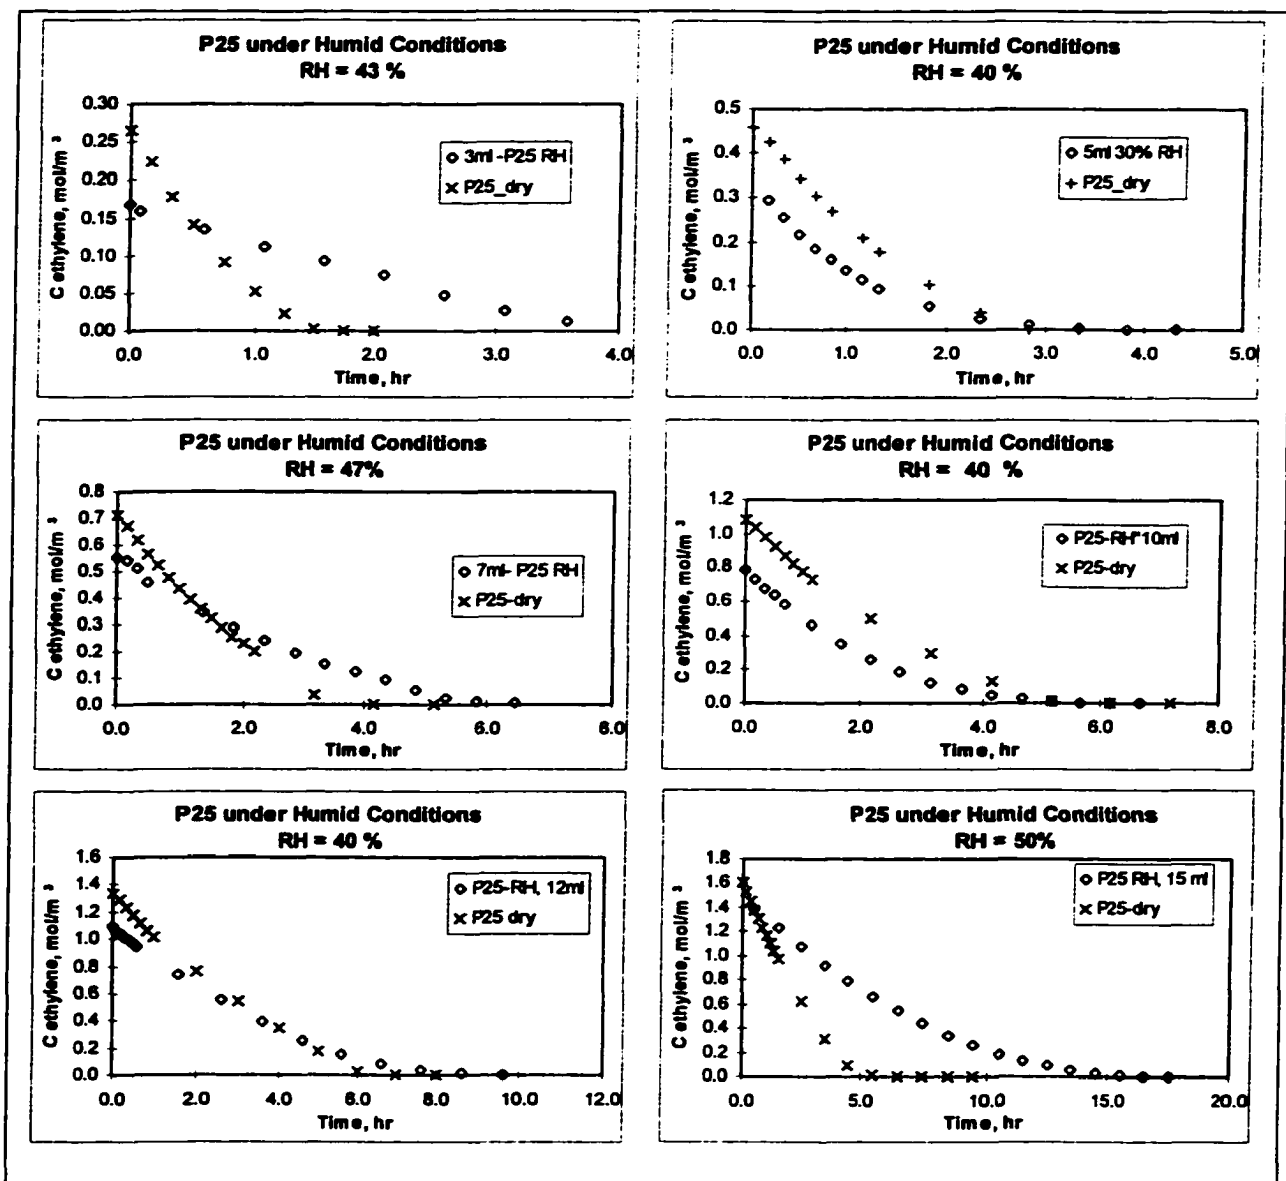 P25 under Humid Conditions
RH = 43 %
C ethylene, mol/m³
0.30
0.25
0.20
0.15
0.10
0.05
0.00
0.0 1.0 2.0 3.0 4.0
Time, hr
3ml -P25 RH
P25_dry
P25 under Humid Conditions
RH = 40 %
C ethylene, mol/m³
0.5
0.4
0.3
0.2
0.1
0.0
0.0 1.0 2.0 3.0 4.0 5.0
Time, hr
5ml 30% RH
P25_dry
P25 under Humid Conditions
RH = 47%
C ethylene, mol/m³
0.8
0.7
0.6
0.5
0.4
0.3
0.2
0.1
0.0
0.0 2.0 4.0 6.0 8.0
Time, hr
7ml- P25 RH
P25-dry
P25 under Humid Conditions
RH = 40 %
C ethylene, mol/m³
1.2
1.0
0.8
0.6
0.4
0.2
0.0
0.0 2.0 4.0 6.0 8.0
Time, hr
P25-RH"10ml
P25-dry
P25 under Humid Conditions
RH = 40 %
C ethylene, mol/m³
1.6
1.4
1.2
1.0
0.8
0.6
0.4
0.2
0.0
0.0 2.0 4.0 6.0 8.0 10.0 12.0
Time, hr
P25-RH, 12ml
P25 dry
P25 under Humid Conditions
RH = 50%
C ethylene, mol/m³
1.8
1.6
1.4
1.2
1.0
0.8
0.6
0.4
0.2
0.0
0.0 5.0 10.0 15.0 20.0
Time, hr
P25 RH, 15 ml
P25-dry